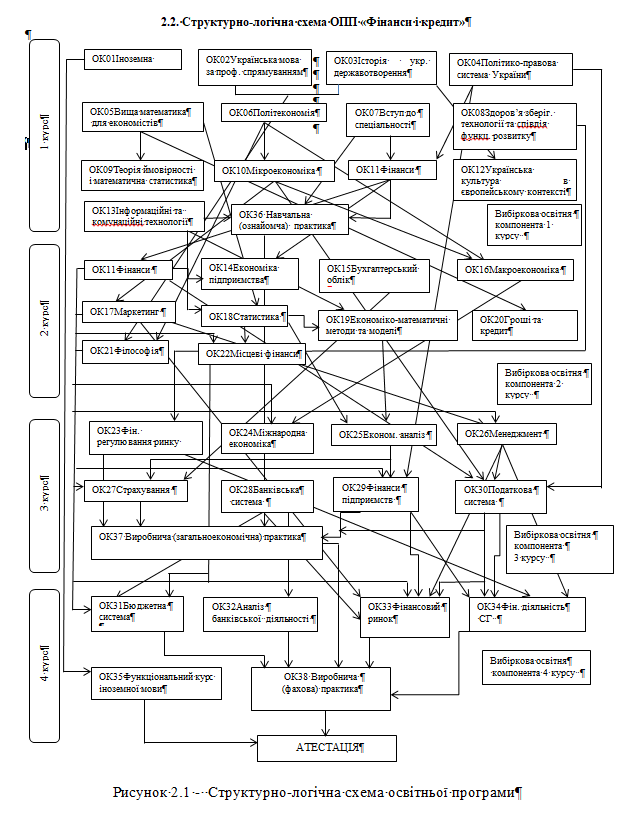 2.2. Структурно-логічна схема ОПП «Фінанси і кредит»¶
¶
1 курс¶
ОК01Іноземна
ОК02Українська мова
за проф. спрямуванням¶
ОК03Історія укр.
державотворення¶
ОК04Політико-правова
система України¶
ОК05Вища математика¶
для економістів¶
ОК06Політекономія¶
ОК07Вступ до ¶
спеціальності¶
ОК08Здоров’я зберіг.
технології та співдія
функц. розвитку¶
ОК09Теорія ймовірності
і математична статистика¶
ОК10Мікроекономіка¶
ОК11Фінанси¶
ОК12Українська
культура в
європейському контексті¶
ОК13Інформаційні та
комунікційні технології¶
ОК36 Навчальна
(ознайомча) практика¶
Вибіркова освітня
компонента 1
курсу ¶
2 курс¶
ОК11Фінанси ¶
ОК14Економіка
підприємства ¶
ОК15Бухгалтерський
облік¶
ОК16Макроекономіка¶
ОК17Маркетинг ¶
ОК18Статистика ¶
ОК19Економіко-математичні
методи та моделі¶
ОК20Гроші та
кредит¶
ОК21Філософія¶
ОК22Місцеві фінанси¶
Вибіркова освітня ¶
компонента 2
курсу ¶
3 курс¶
ОК23Фін. ¶
регулювання ринку
ОК24Міжнародна
економіка¶
ОК25Економ. аналіз¶
ОК26Менеджмент¶
ОК27Страхування ¶
ОК28Банківська
система ¶
ОК29Фінанси
підприємств ¶
ОК30Податкова
система ¶
ОК37 Виробнича (загальноекономічна) практика¶
Вибіркова освітня ¶
компонента ¶
3 курсу ¶
4 курс¶
ОК31Бюджетна¶
система¶
¶
ОК32Аналіз
банківської діяльності¶
ОК33Фінансовий
ринок¶
ОК34Фін. діяльність
СГ ¶
ОК35Функціональний курс
іноземної мови¶
ОК38 Виробнича ¶
(фахова) практика¶
Вибіркова освітня¶
компонента 4 курсу ¶
АТЕСТАЦІЯ¶
Рисунок 2.1 - Структурно-логічна схема освітньої програми¶